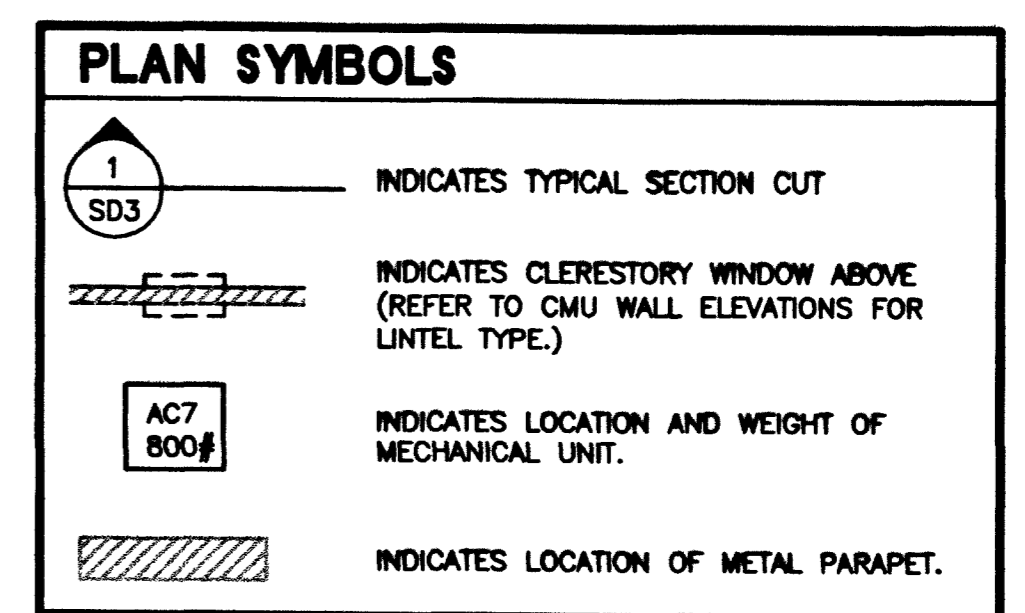 PLAN SYMBOLS
1
SD3
INDICATES TYPICAL SECTION CUT
INDICATES CLERESTORY WINDOW ABOVE
(REFER TO CMU WALL ELEVATIONS FOR
LINTEL TYPE.)
AC7
800#
INDICATES LOCATION AND WEIGHT OF
MECHANICAL UNIT.
INDICATES LOCATION OF METAL PARAPET.